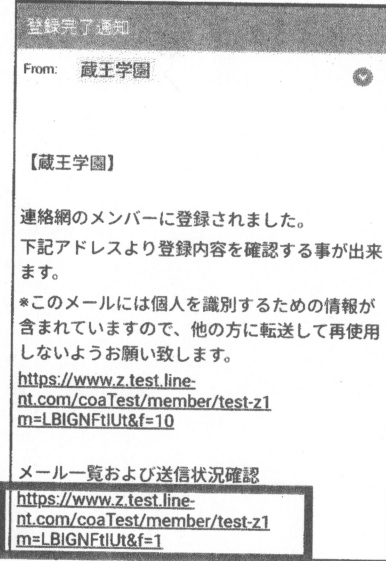 登録完了通知
From: 蔵王学園
【蔵王学園】
連絡網のメンバーに登録されました。
下記アドレスより登録内容を確認する事が出来
ます。
※このメールには個人を識別するための情報が
含まれていますので、他の方に転送して再使用
しないようお願い致します。
https://www.z.test.line-
nt.com/coaTest/member/test-z1
m=LBIGNFtlUt&f=10
メール一覧および送信状況確認
https://www.z.test.line-
nt.com/coaTest/member/test-z1
m=LBIGNFtlUt&f=1